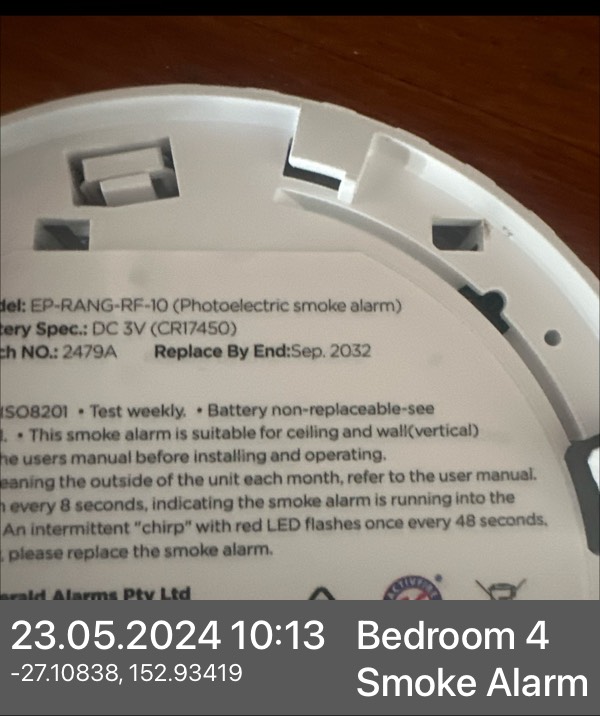 del: EP-RANG-RF-10 (Photoelectric smoke alarm)
tery Spec.: DC 3V (CR17450)
ch NO.: 2479A Replace By End:Sep. 2032
ISO8201 • Test weekly. • Battery non-replaceable-see
. • This smoke alarm is suitable for ceiling and wall(vertical)
he users manual before installing and operating.
eaning the outside of the unit each month, refer to the user manual.
n every 8 seconds, indicating the smoke alarm is running into the
An intermittent "chirp" with red LED flashes once every 48 seconds,
, please replace the smoke alarm.
erald Alarms Pty Ltd
ACTIVFIRE
23.05.2024 10:13
-27.10838, 152.93419
Bedroom 4
Smoke Alarm